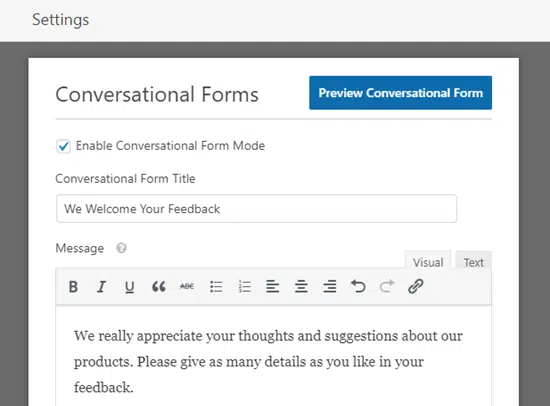 Settings
Conversational Forms
Preview Conversational Form
Enable Conversational Form Mode
Conversational Form Title
We Welcome Your Feedback
Message ?
Visual Text
B I U “ ABC
We really appreciate your thoughts and suggestions about our
products. Please give as many details as you like in your
feedback.